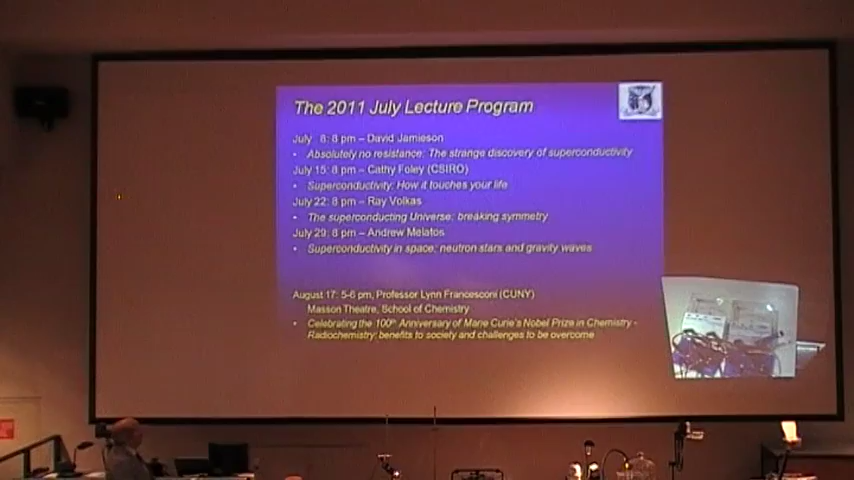 The 2011 July Lecture Program
July 8: 8 pm – David Jamieson
• Absolutely no resistance: The strange discovery of superconductivity
July 15: 8 pm – Cathy Foley (CSIRO)
• Superconductivity: How it touches your life
July 22: 8 pm – Ray Volkas
• The superconducting Universe: breaking symmetry
July 29: 8 pm – Andrew Melatos
• Superconductivity in space: neutron stars and gravity waves
August 17: 5-6 pm, Professor Lynn Francesconi (CUNY)
Masson Theatre, School of Chemistry
• Celebrating the 100th Anniversary of Marie Curie's Nobel Prize in Chemistry -
Radiochemistry: benefits to society and challenges to be overcome